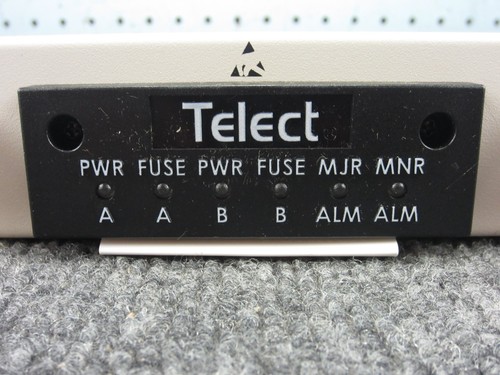 Telect
PWR FUSE PWR FUSE MJR MNR
A A B B ALM ALM